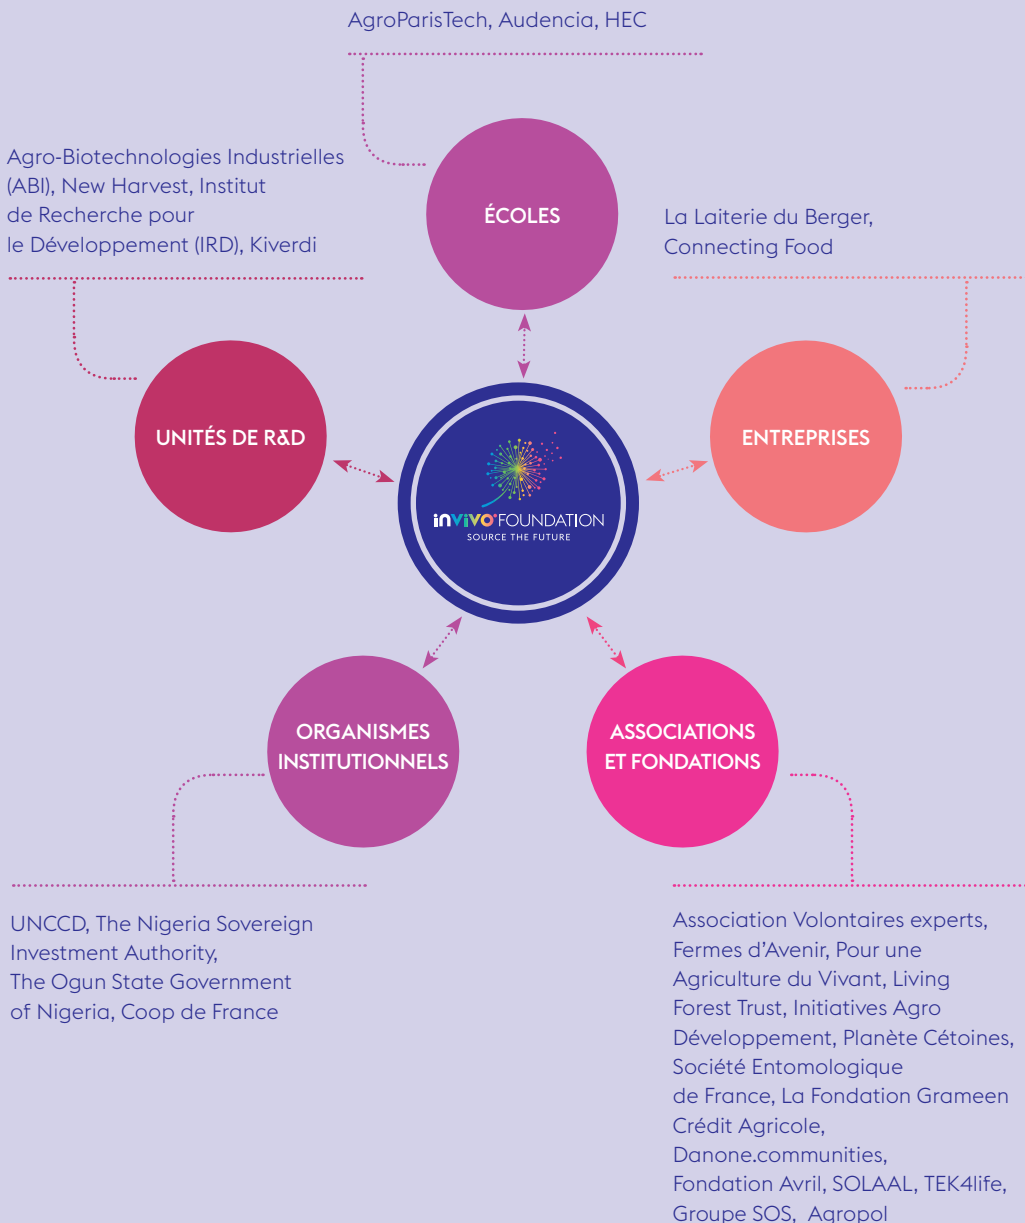 AgroParisTech, Audencia, HEC
ÉCOLES
Agro-Biotechnologies Industrielles
(ABI), New Harvest, Institut
de Recherche pour
le Développement (IRD), Kiverdi
UNITÉS DE R&D
La Laiterie du Berger,
Connecting Food
ENTREPRISES
invivo FOUNDATION
SOURCE THE FUTURE
ORGANISMES
INSTITUTIONNELS
UNCCD, The Nigeria Sovereign
Investment Authority,
The Ogun State Government
of Nigeria, Coop de France
ASSOCIATIONS
ET FONDATIONS
Association Volontaires experts,
Fermes d'Avenir, Pour une
Agriculture du Vivant, Living
Forest Trust, Initiatives Agro
Développement, Planète Cétoines,
Société Entomologique
de France, La Fondation Grameen
Crédit Agricole,
Danone.communities,
Fondation Avril, SOLAAL, TEK4life,
Groupe SOS, Agropol